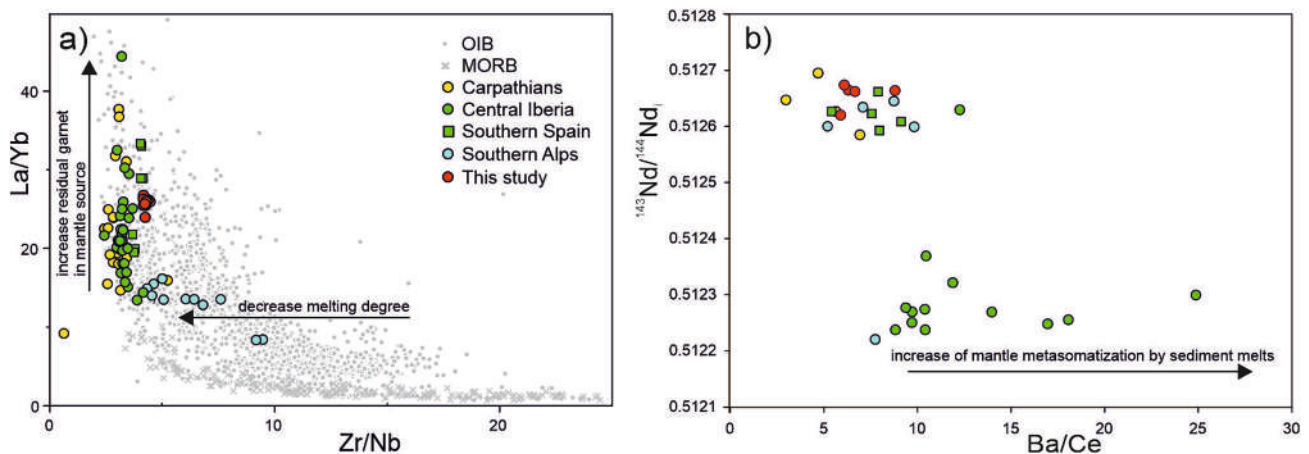 a)
OIB
MORB
Carpathians
Central Iberia
Southern Spain
Southern Alps
This study
increase residual garnet
in mantle source
decrease melting degree
La/Yb
40
20
0
0
10
20
Zr/Nb
b)
143Nd/144Ndi
0.5128
0.5127
0.5126
0.5125
0.5124
0.5123
0.5122
0.5121
increase of mantle metasomatization by sediment melts
0
5
10
15
20
25
30
Ba/Ce